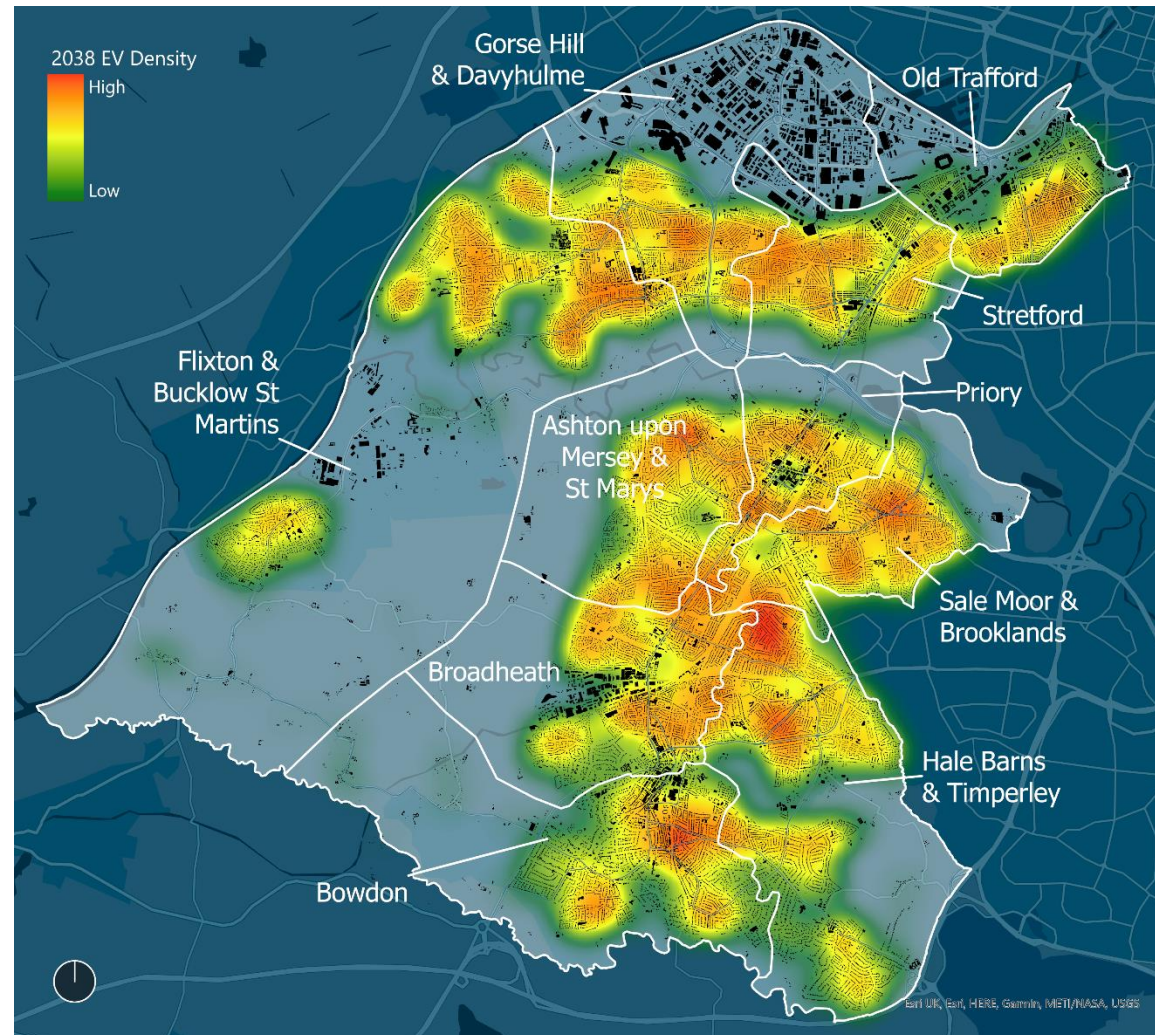 2038 EV Density
High
Low
Gorse Hill
& Davyhulme
Old Trafford
Stretford
Flixton &
Bucklow St
Martins
Priory
Ashton upon
Mersey &
St Marys
Sale Moor &
Brooklands
Broadheath
Hale Barns
& Timperley
Bowdon
Esri UK, Esri, HERE, Garmin, METI/NASA, USGS